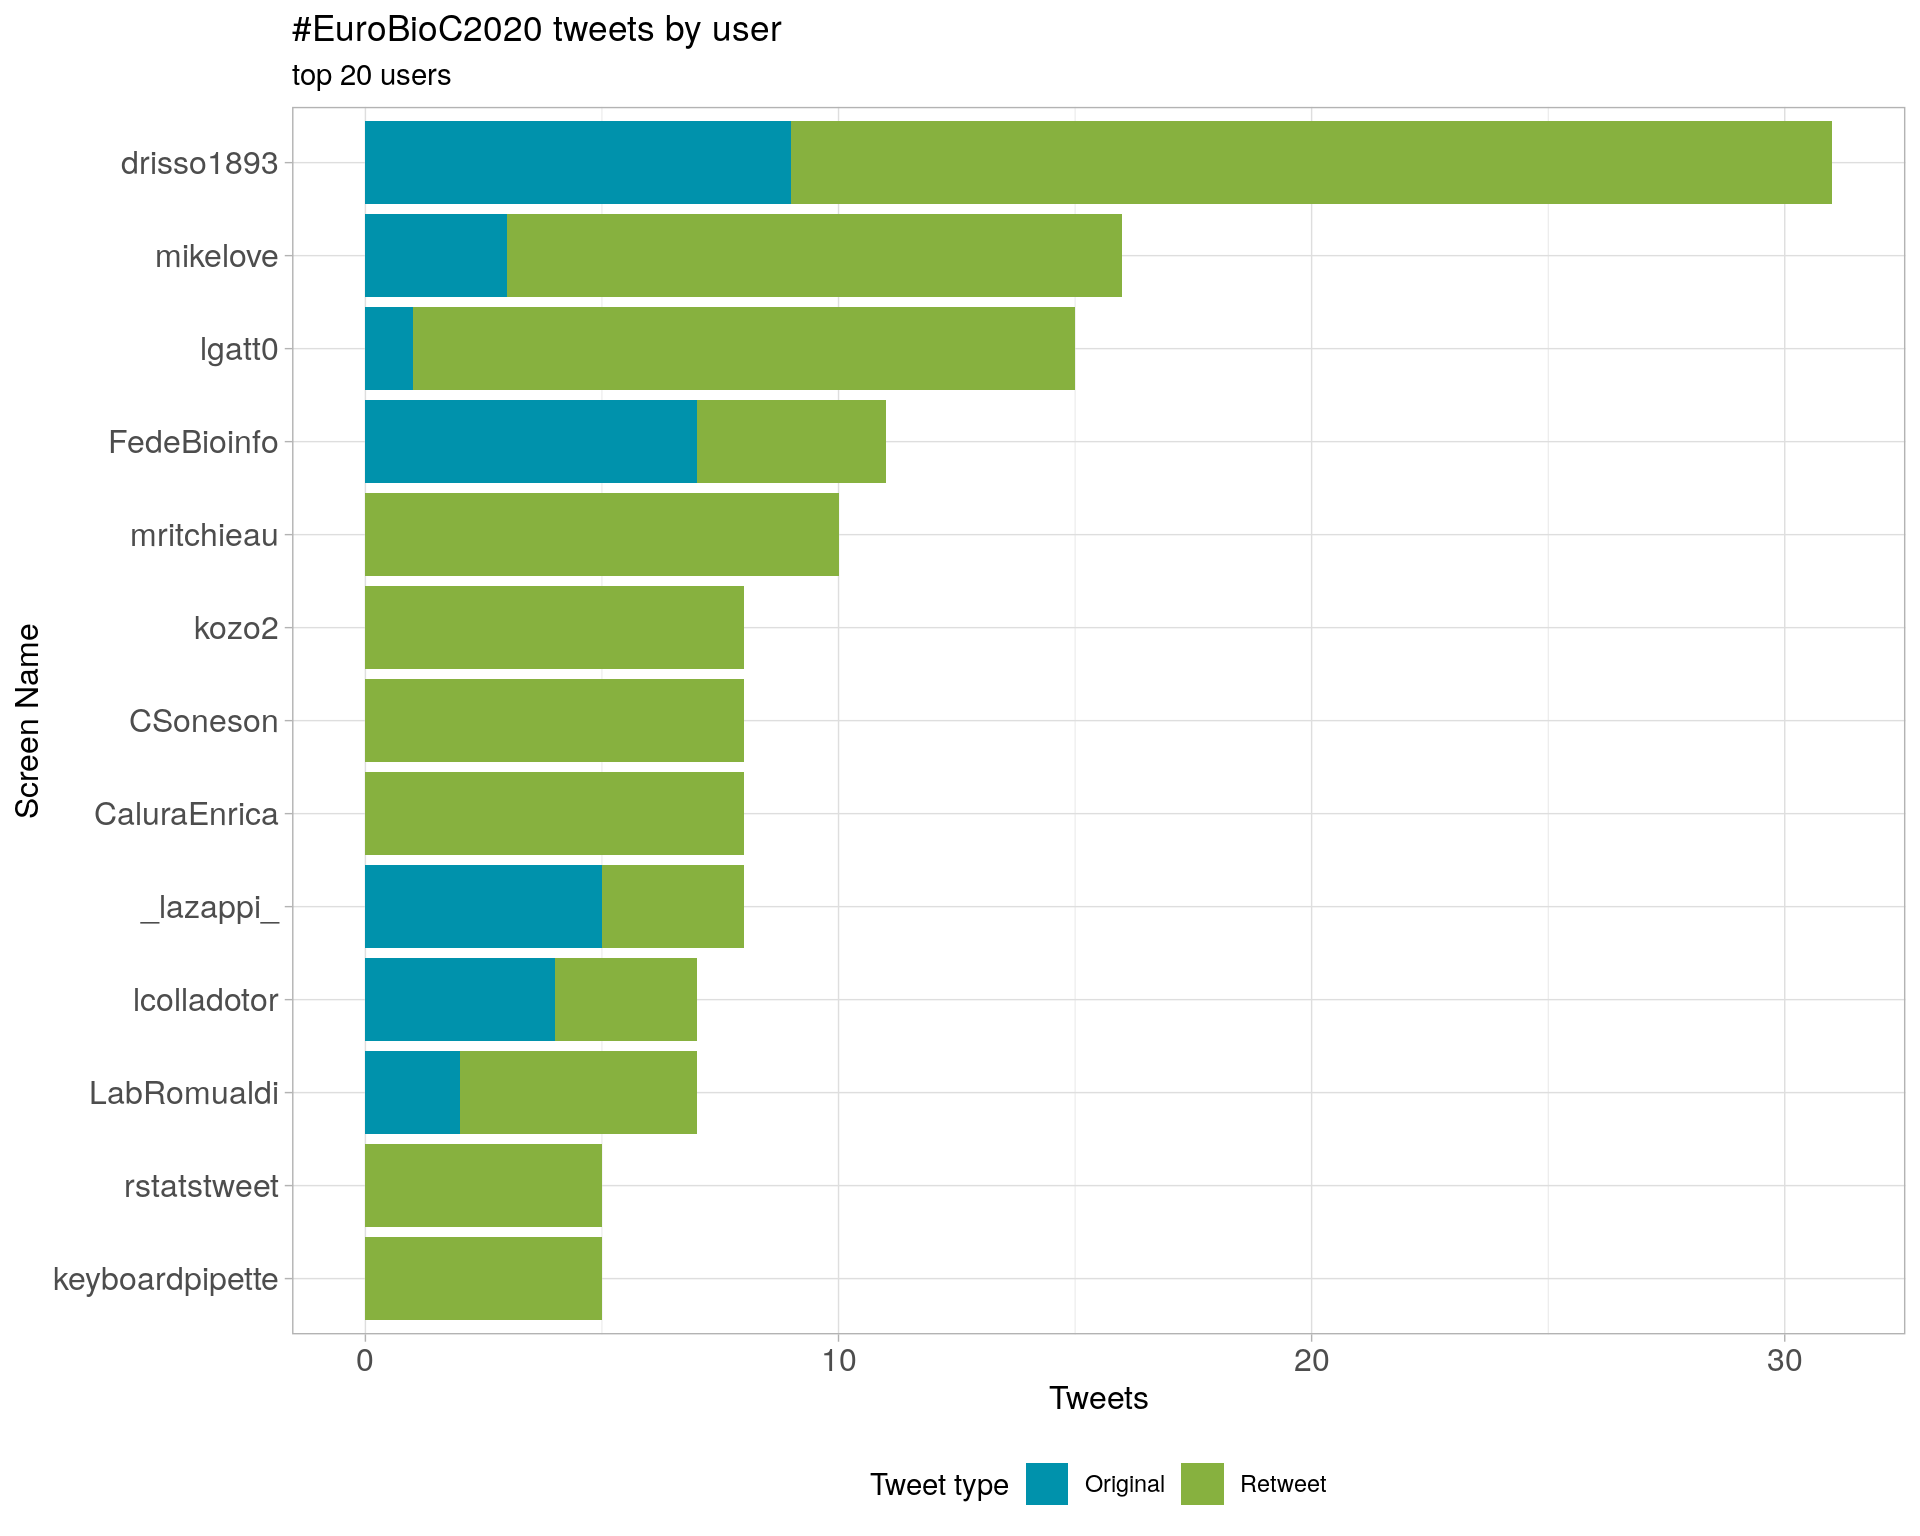 #EuroBioC2020 tweets by user
top 20 users
drisso1893
mikelove
lgatt0
FedeBioinfo
mritchieau
kozo2
CSoneson
CaluraEnrica
_lazappi_
lcolladotor
LabRomualdi
rstatstweet
keyboardpipette
Screen Name
0 10 20 30
Tweets
Tweet type Original Retweet